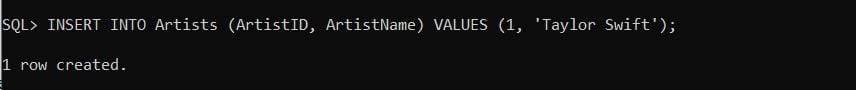 SQL> INSERT INTO Artists (ArtistID, ArtistName) VALUES (1, 'Taylor Swift');
1 row created.